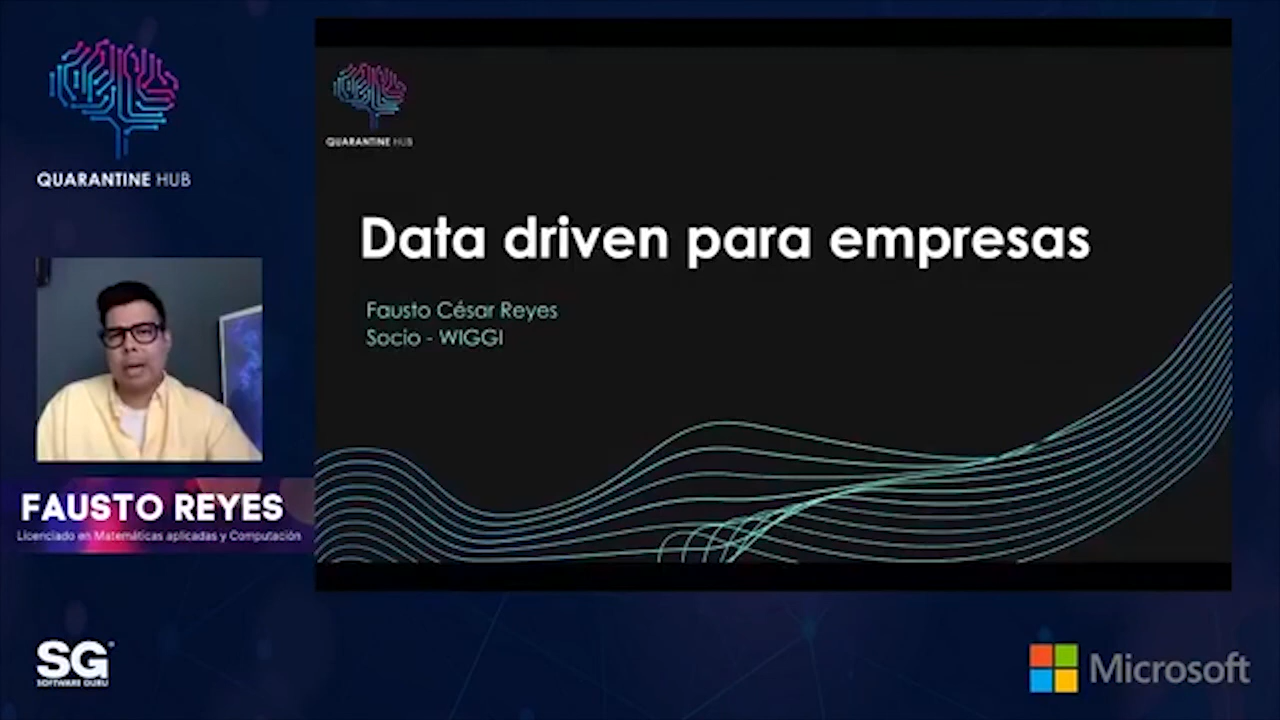 QUARANTINE HUB
QUARANTINE HUB
Data driven para empresas
Fausto César Reyes
Socio - WIGGI
FAUSTO REYES
Licenciado en Matemáticas aplicadas y Computación
SG
SOFTWARE GURU
Microsoft